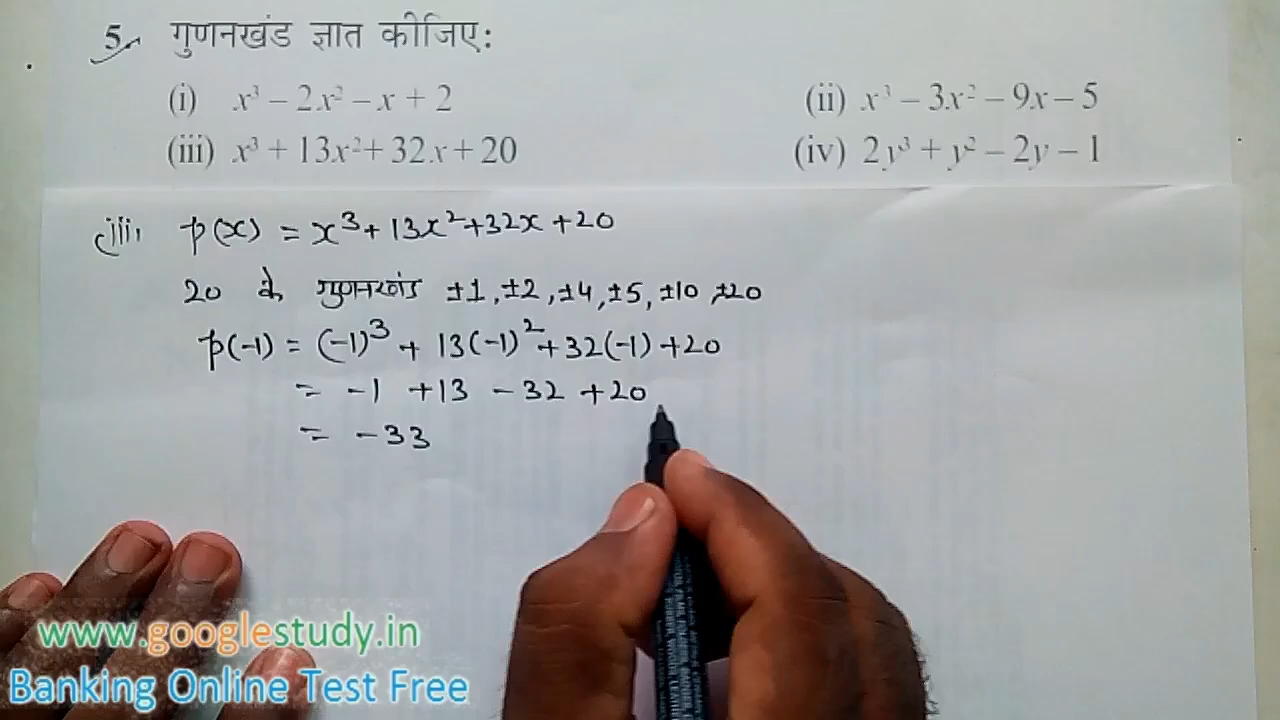 5. गुणनखंड ज्ञात कीजिए:
(i) x³ – 2x² – x + 2 (ii) x³ – 3x² – 9x – 5
(iii) x³ + 13x² + 32x + 20 (iv) 2y³ + y² – 2y – 1
(iii) p(x) = x³ + 13x² + 32x + 20
20 के गुणनखंड ±1, ±2, ±4, ±5, ±10, ±20
p(-1) = (-1)³ + 13(-1)² + 32(-1) + 20
= -1 + 13 - 32 + 20
= -33
www.googlestudy.in
Banking Online Test Free